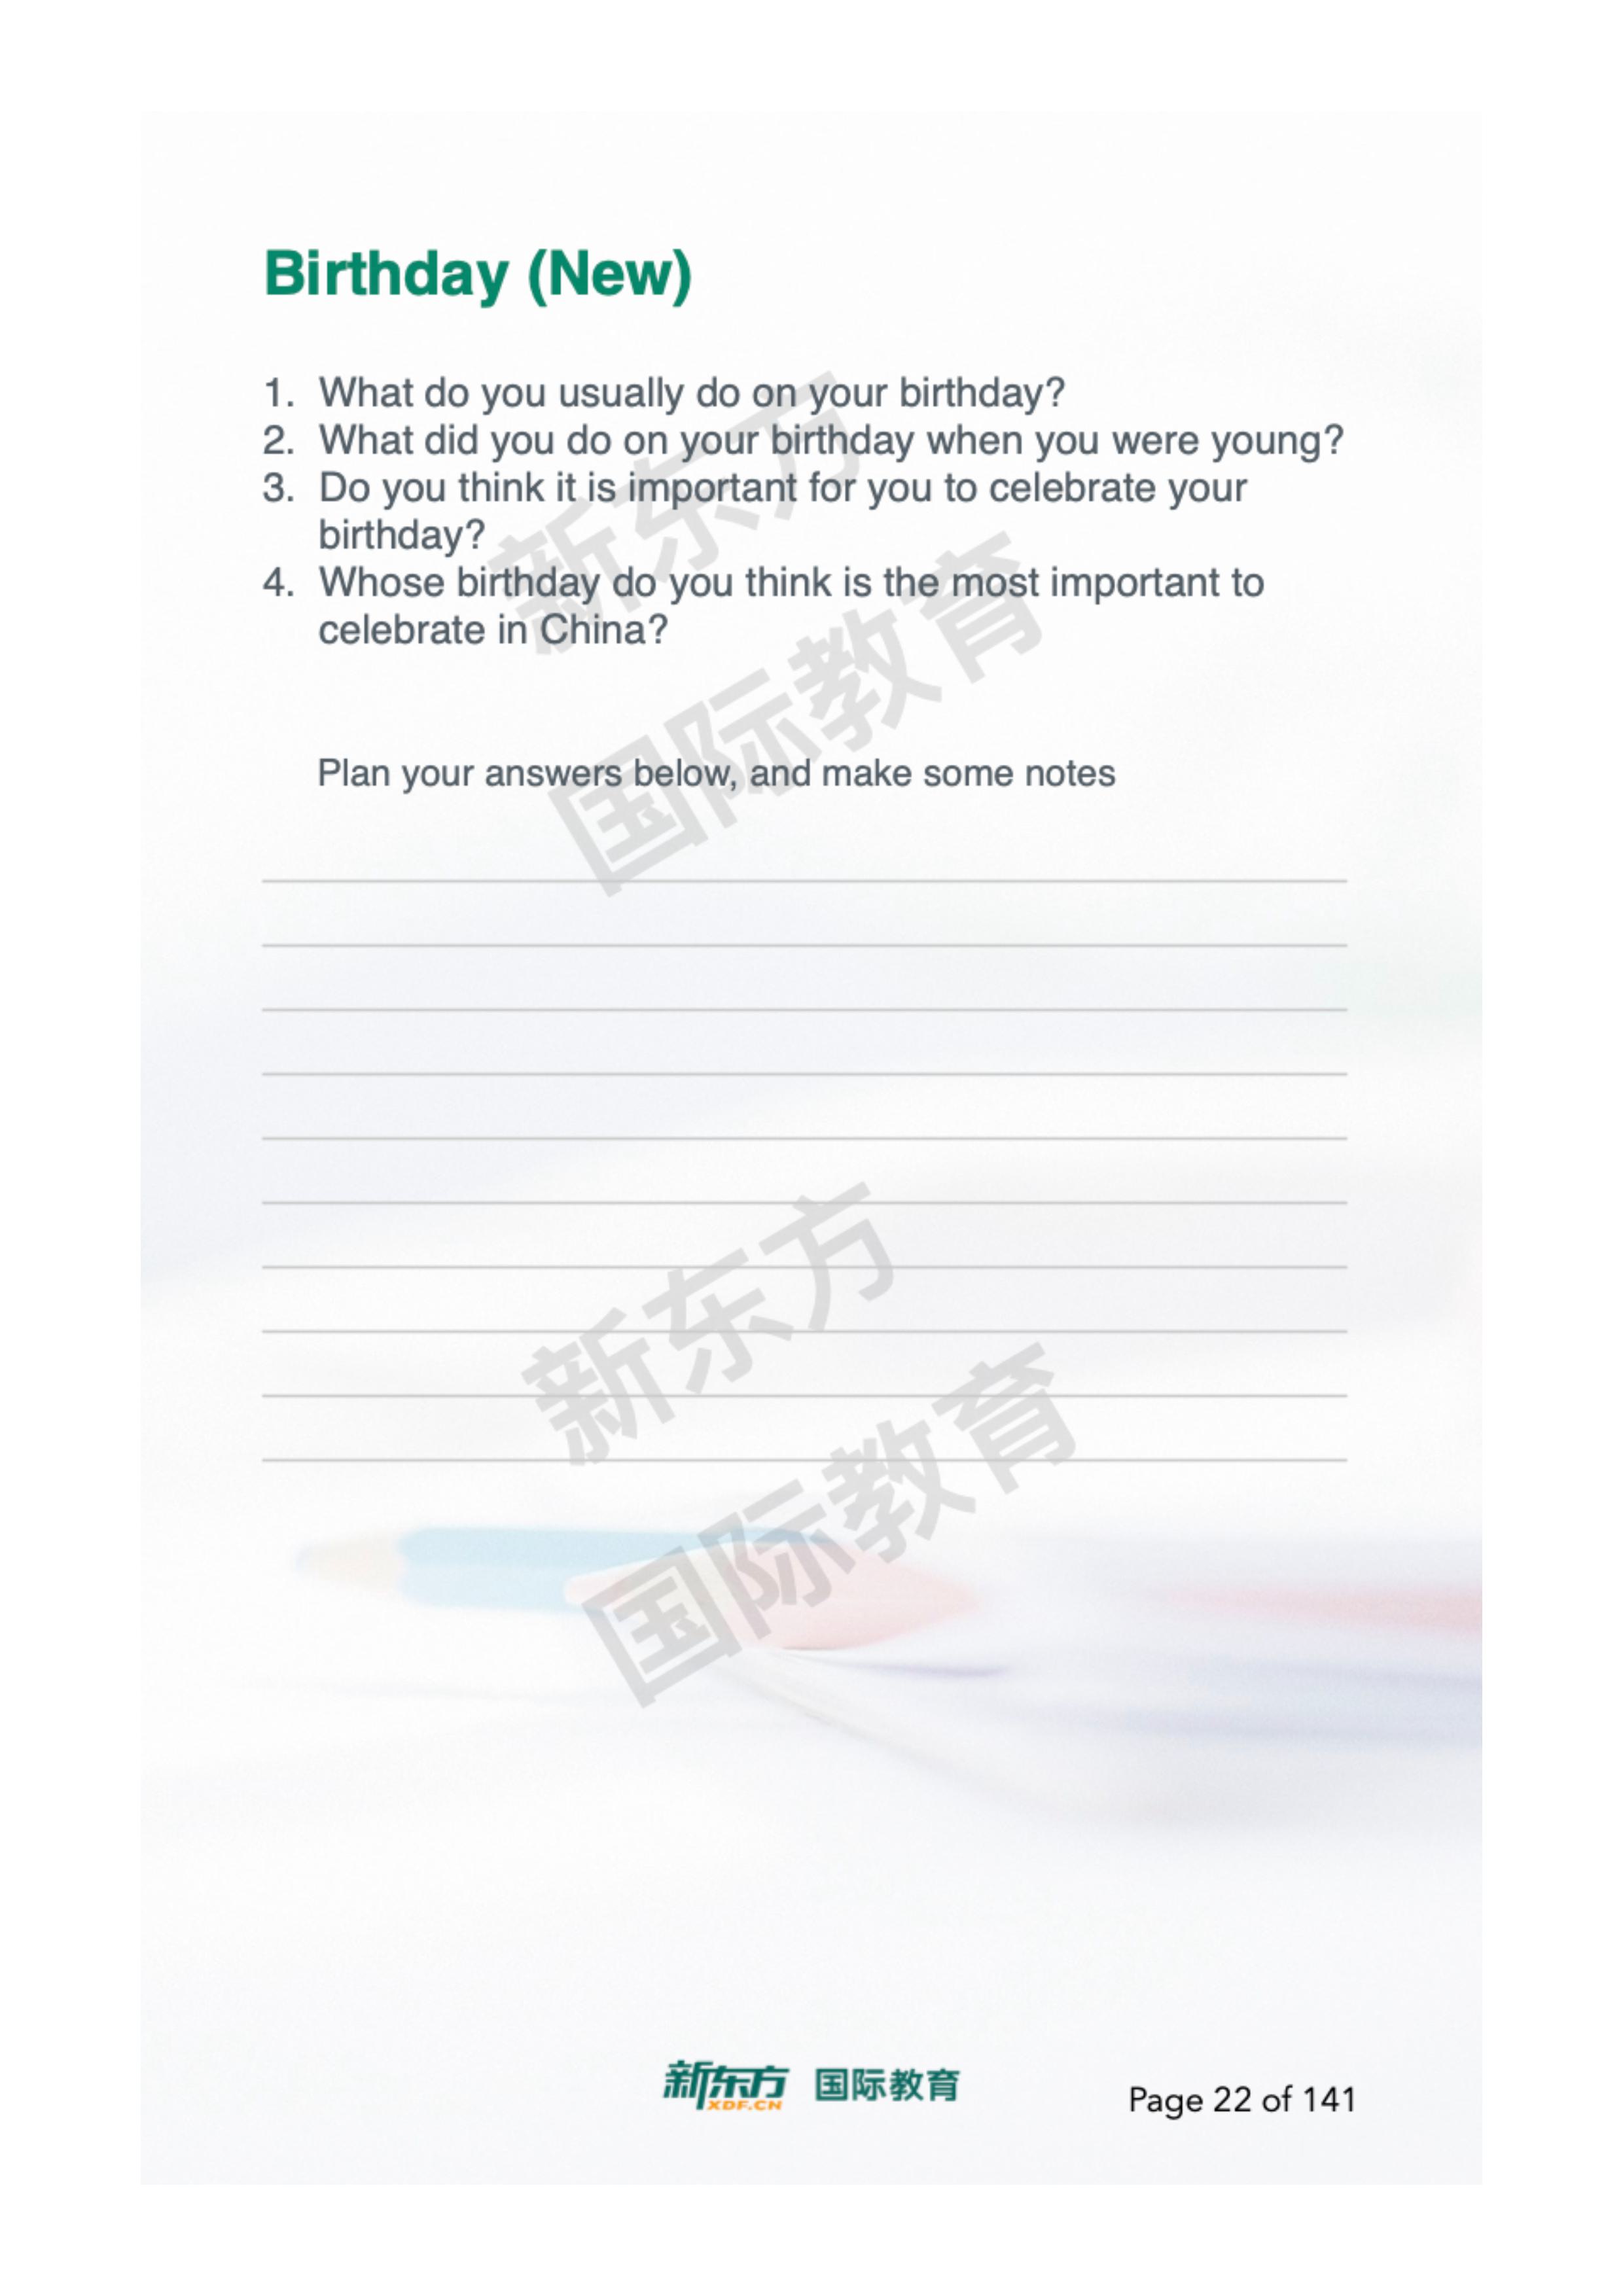 Birthday (New)
1. What do you usually do on your birthday?
2. What did you do on your birthday when you were young?
3. Do you think it is important for you to celebrate your
birthday?
4. Whose birthday do you think is the most important to
celebrate in China?
Plan your answers below, and make some notes
新东方
国际教育
新东方
国际教育
新东方 国际教育
XDF.CN
Page 22 of 141